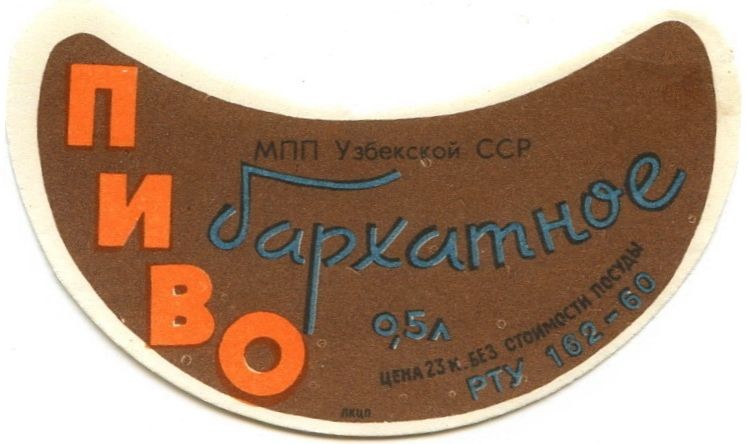 ПИВО
МПП Узбекской ССР
бархатное
0,5л
ЦЕНА 23 К. БЕЗ СТОИМОСТИ ПОСУДЫ
РТУ 162-60
ЛКЦП